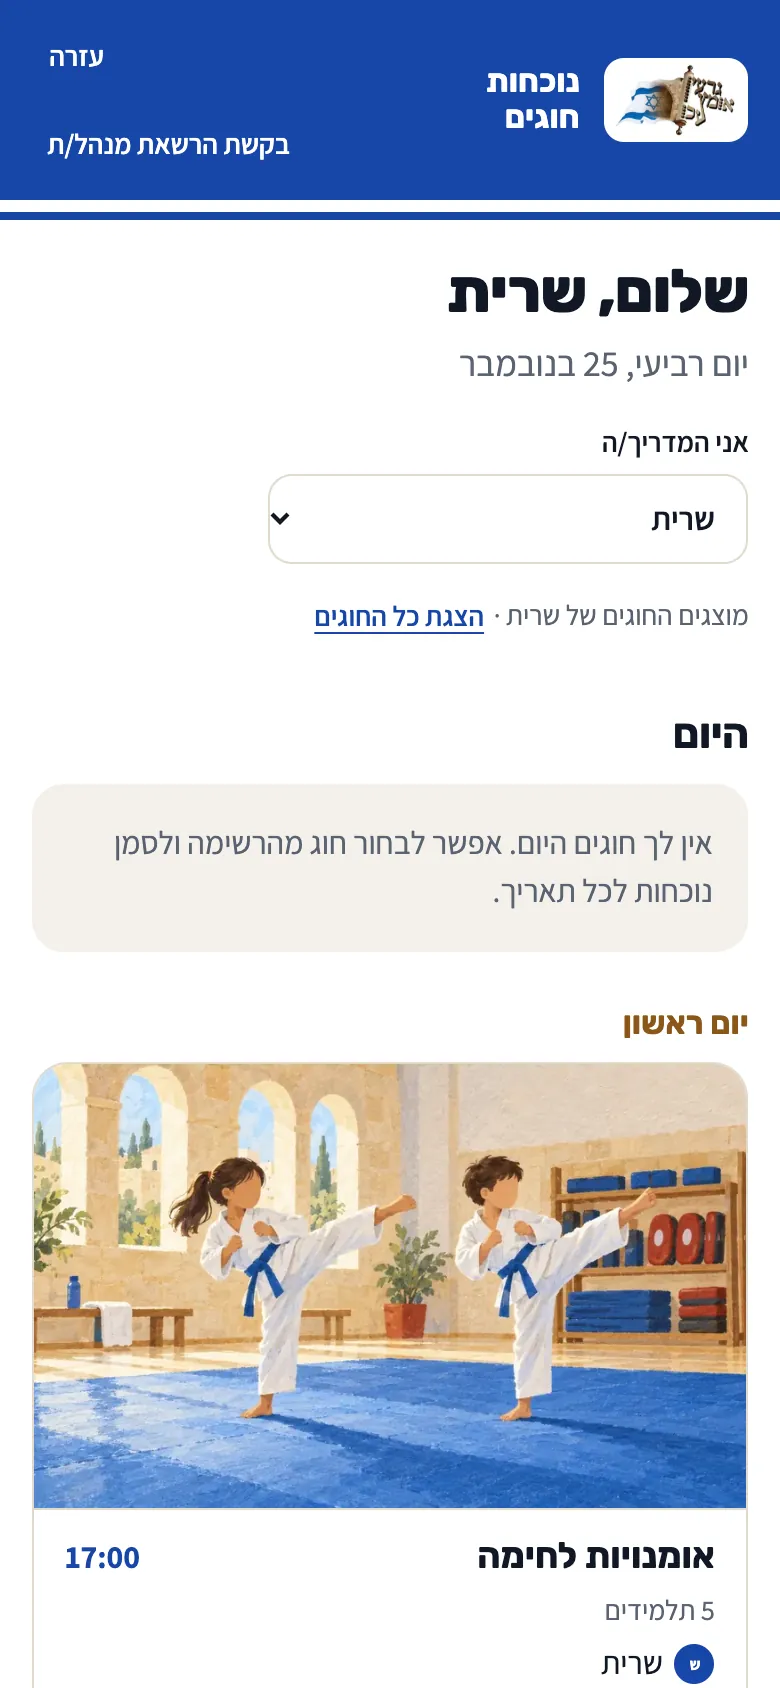 גרעין
אומץ
נוכחות
חוגים
עזרה
בקשת הרשאת מנהל/ת
שלום, שרית
יום רביעי, 25 בנובמבר
אני המדריך/ה
שרית
מוצגים החוגים של שרית · הצגת כל החוגים
היום
אין לך חוגים היום. אפשר לבחור חוג מהרשימה ולסמן
נוכחות לכל תאריך.
יום ראשון
אומנויות לחימה
17:00
5 תלמידים
ש
שרית